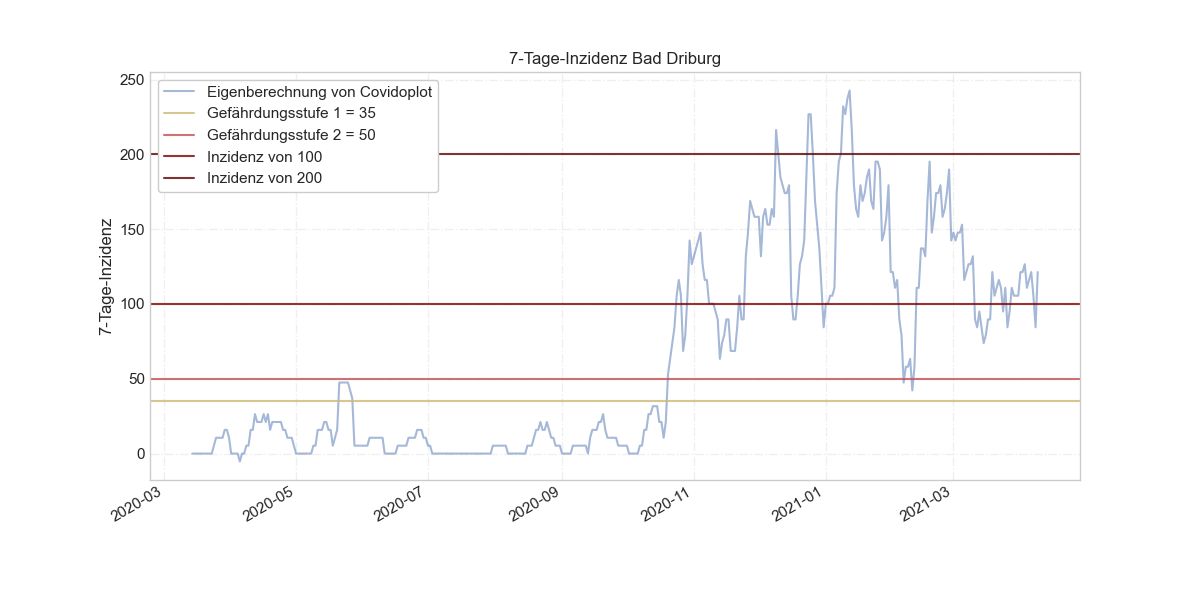 7-Tage-Inzidenz Bad Driburg
Eigenberechnung von Covidoplot
Gefährdungsstufe 1 = 35
Gefährdungsstufe 2 = 50
Inzidenz von 100
Inzidenz von 200
7-Tage-Inzidenz
250
200
150
100
50
0
2020-03
2020-05
2020-07
2020-09
2020-11
2021-01
2021-03